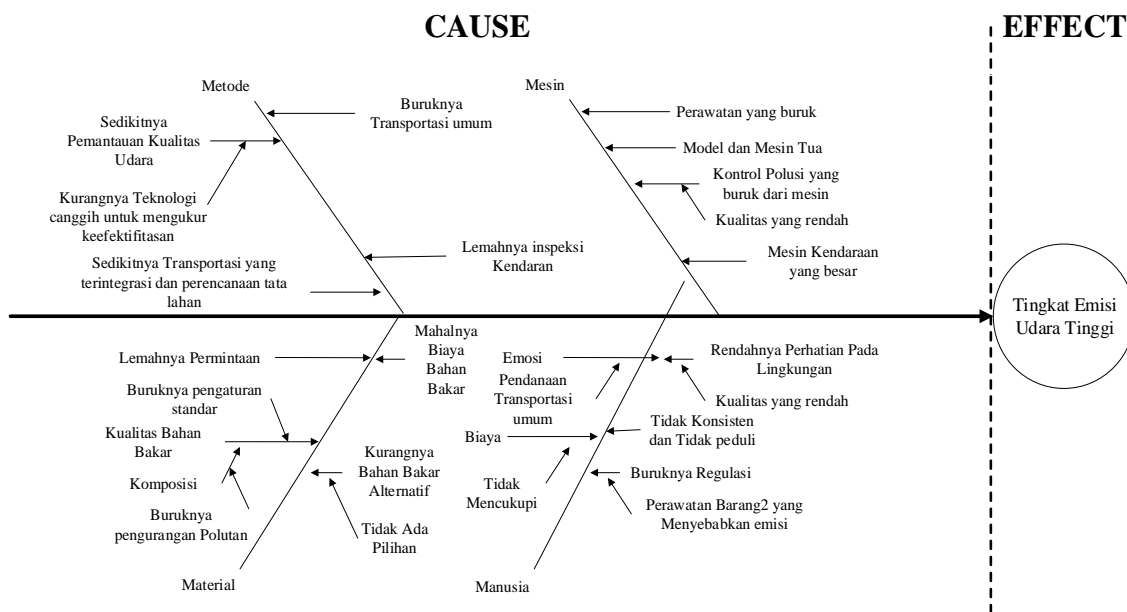 CAUSE
EFFECT
Metode
Buruknya
Transportasi umum
Sedikitnya
Pemantauan Kualitas
Udara
Kurangnya Teknologi
canggih untuk mengukur
keefektifitasan
Lemahnya inspeksi
Kendaran
Sedikitnya Transportasi yang
terintegrasi dan perencanaan tata
lahan
Mesin
Perawatan yang buruk
Model dan Mesin Tua
Kontrol Polusi yang
buruk dari mesin
Kualitas yang rendah
Mesin Kendaraan
yang besar
Tingkat Emisi
Udara Tinggi
Lemahnya Permintaan
Mahalnya
Biaya
Bahan
Bakar
Buruknya pengaturan
standar
Kualitas Bahan
Bakar
Komposisi
Buruknya
pengurangan Polutan
Kurangnya
Bahan Bakar
Alternatif
Tidak Ada
Pilihan
Material
Emosi
Pendanaan
Transportasi
umum
Rendahnya Perhatian Pada
Lingkungan
Kualitas yang rendah
Biaya
Tidak
Mencukupi
Tidak Konsisten
dan Tidak peduli
Buruknya Regulasi
Perawatan Barang2 yang
Menyebabkan emisi
Manusia